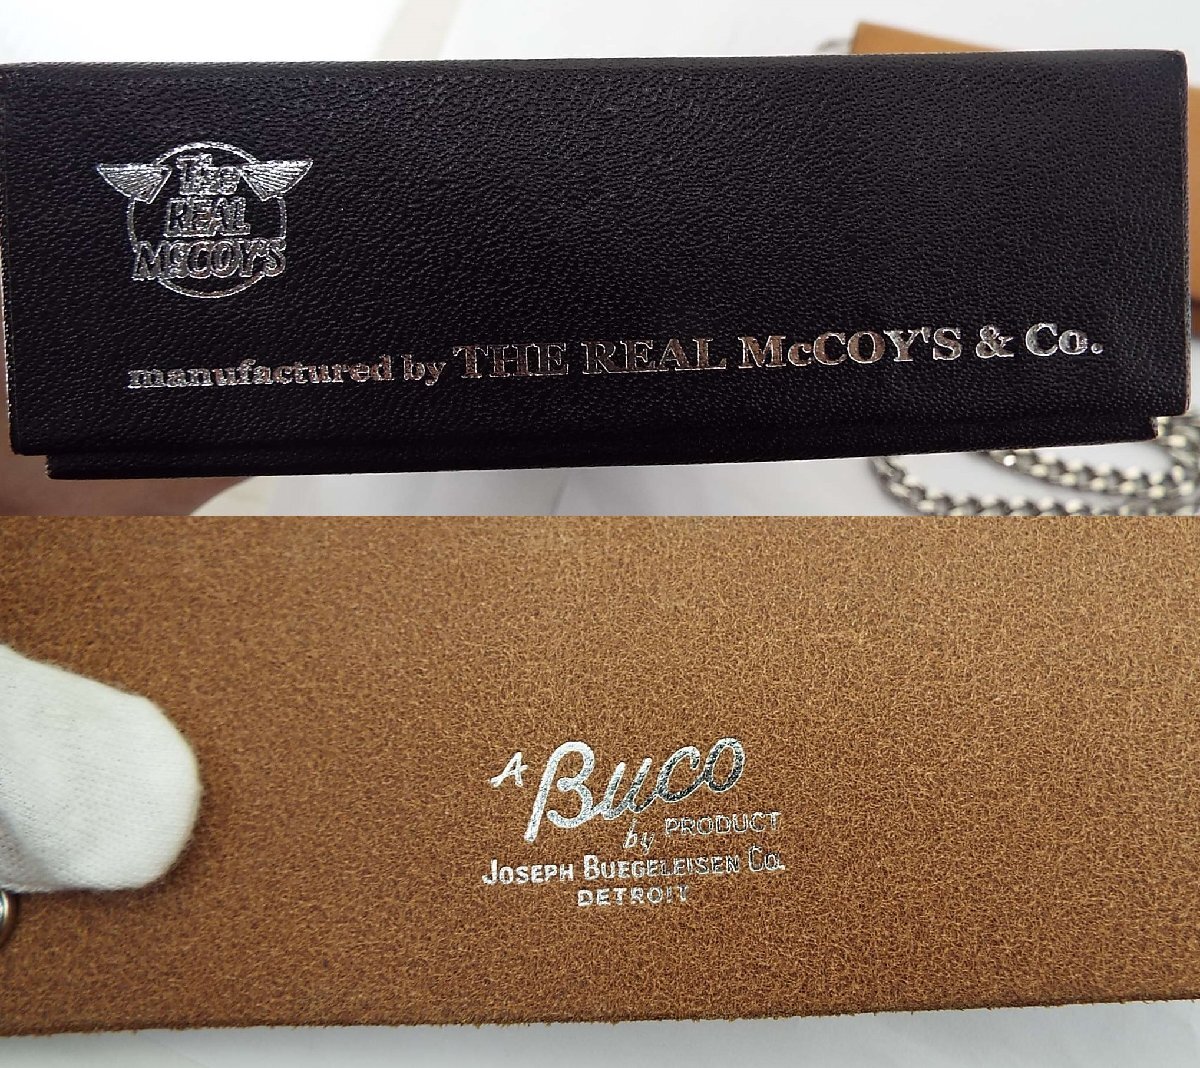 The
REAL
McCOY'S
manufactured by THE REAL McCOY'S & Co.
A Buco
by PRODUCT
JOSEPH BUEGELEISEN Co.
DETROIT